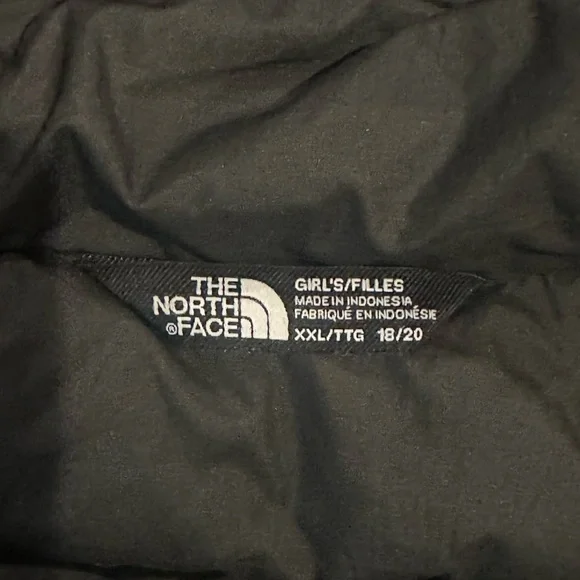 THE
NORTH
®FACE
GIRL'S/FILLES
MADE IN INDONESIA
FABRIQUÉ EN INDONÉSIE
XXL/TTG 18/20